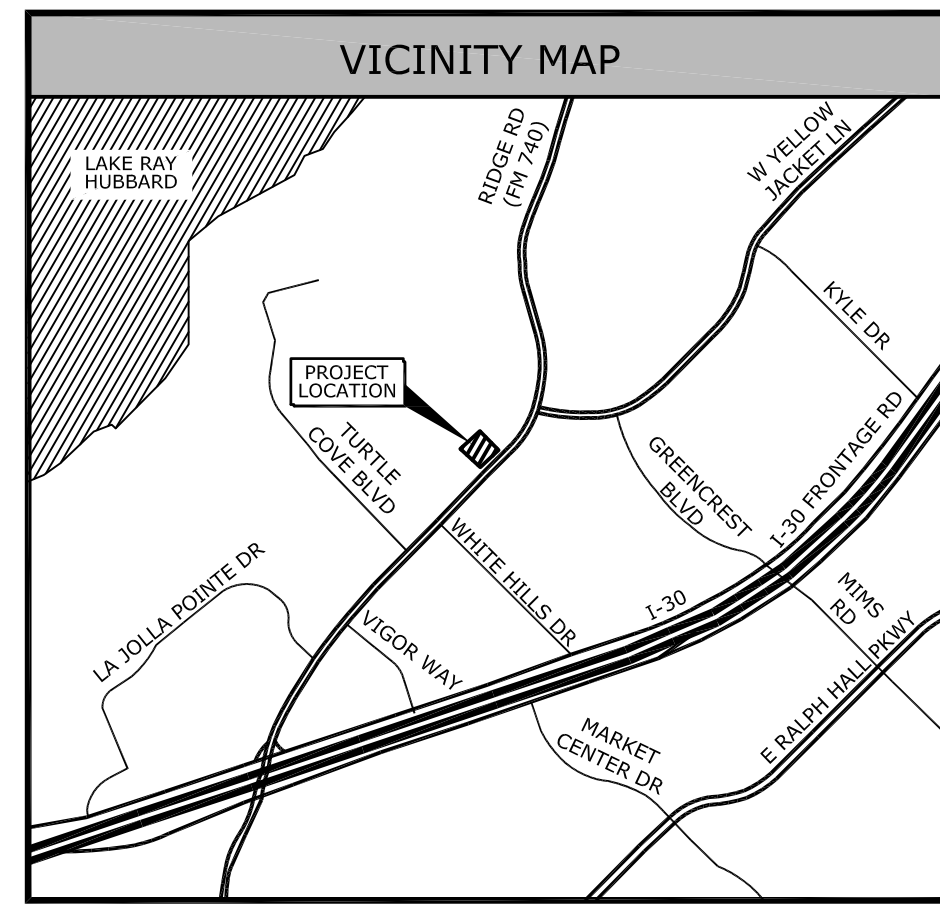 VICINITY MAP
LAKE RAY
HUBBARD
RIDGE RD
(FM 740)
W YELLOW
JACKET LN
KYLE DR
PROJECT
LOCATION
TURTLE
COVE BLVD
GREENCREST
BLVD
I-30 FRONTAGE RD
WHITE HILLS DR
LA JOLLA POINTE DR
VIGOR WAY
I-30
MIMS
RD
E RALPH HALL PKWY
MARKET
CENTER DR